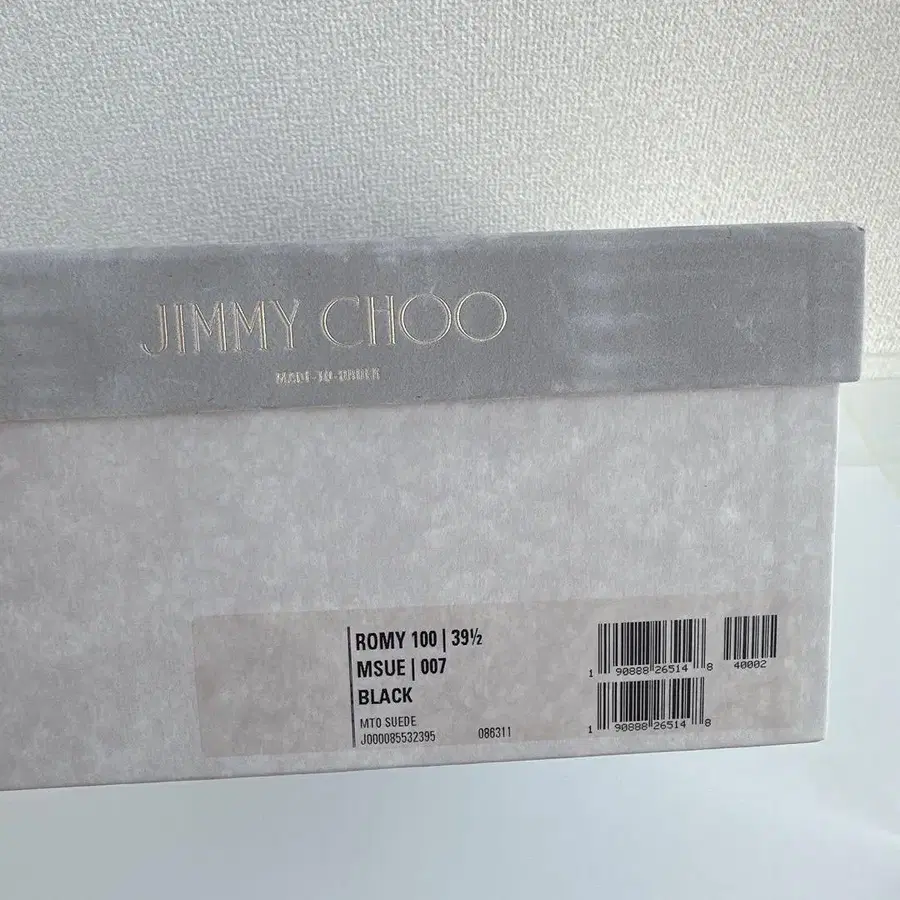 JIMMY CHOO
MADE-TO-ORDER
ROMY 100 | 39½
MSUE | 007
BLACK
MTO SUEDE
J000085532395 086311
1 90888 26514 8 40002
1 90888 26514 8